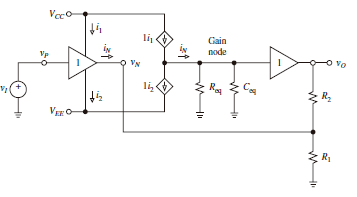 V_CC
i_1
1i_1
i_N
Gain
node
v_P
1
i_N
v_N
v_I
+
i_2
1i_2
R_eq
C_eq
1
v_O
V_EE
R_2
R_1